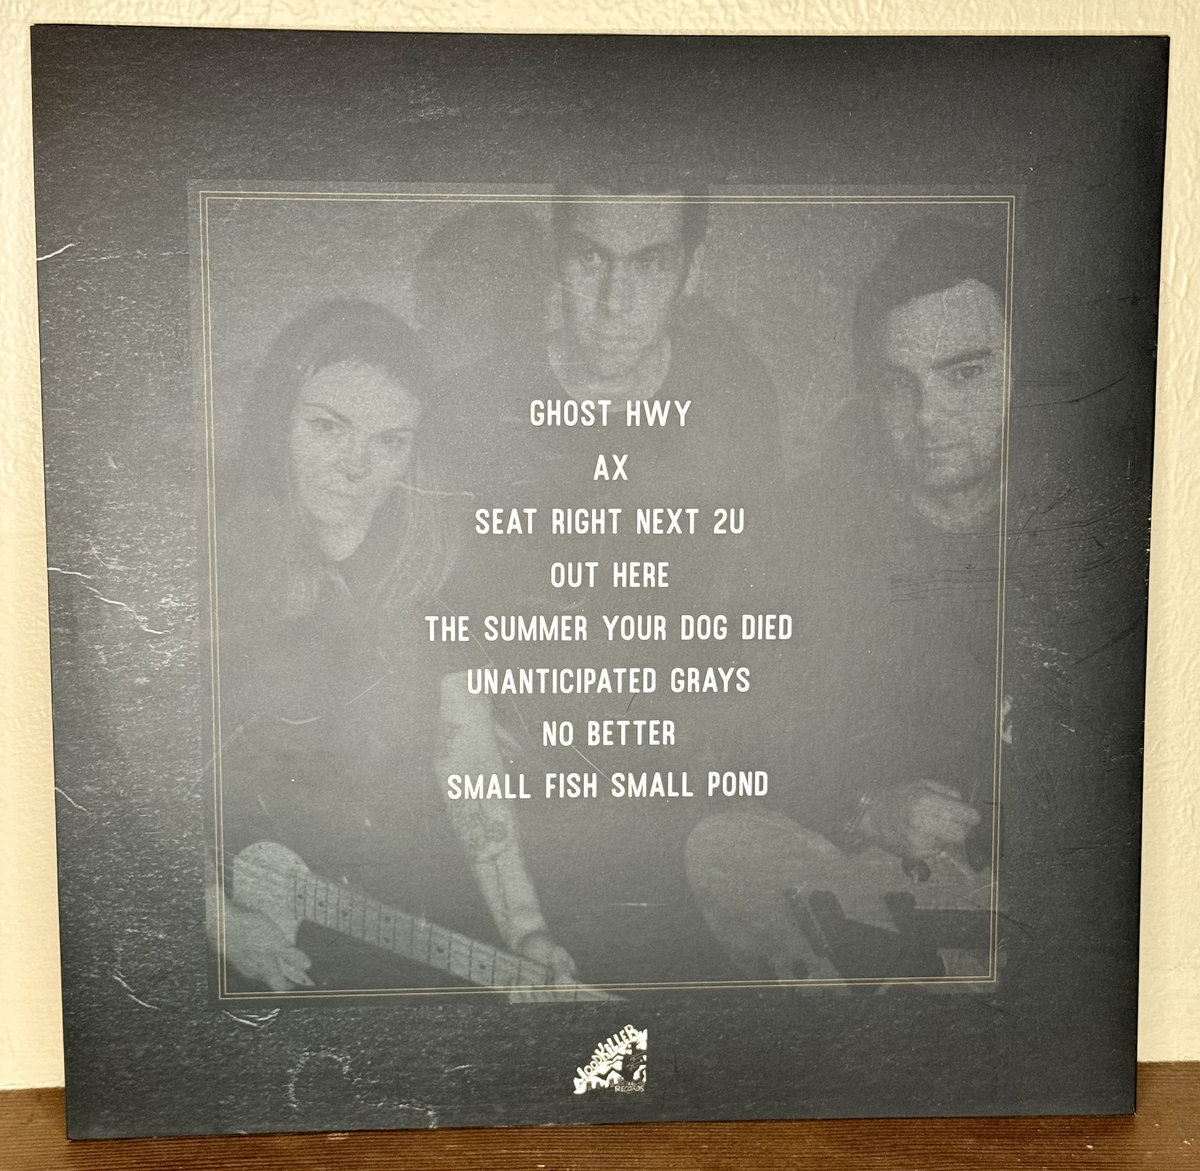 GHOST HWY
AX
SEAT RIGHT NEXT 2U
OUT HERE
THE SUMMER YOUR DOG DIED
UNANTICIPATED GRAYS
NO BETTER
SMALL FISH SMALL POND
RECORDS